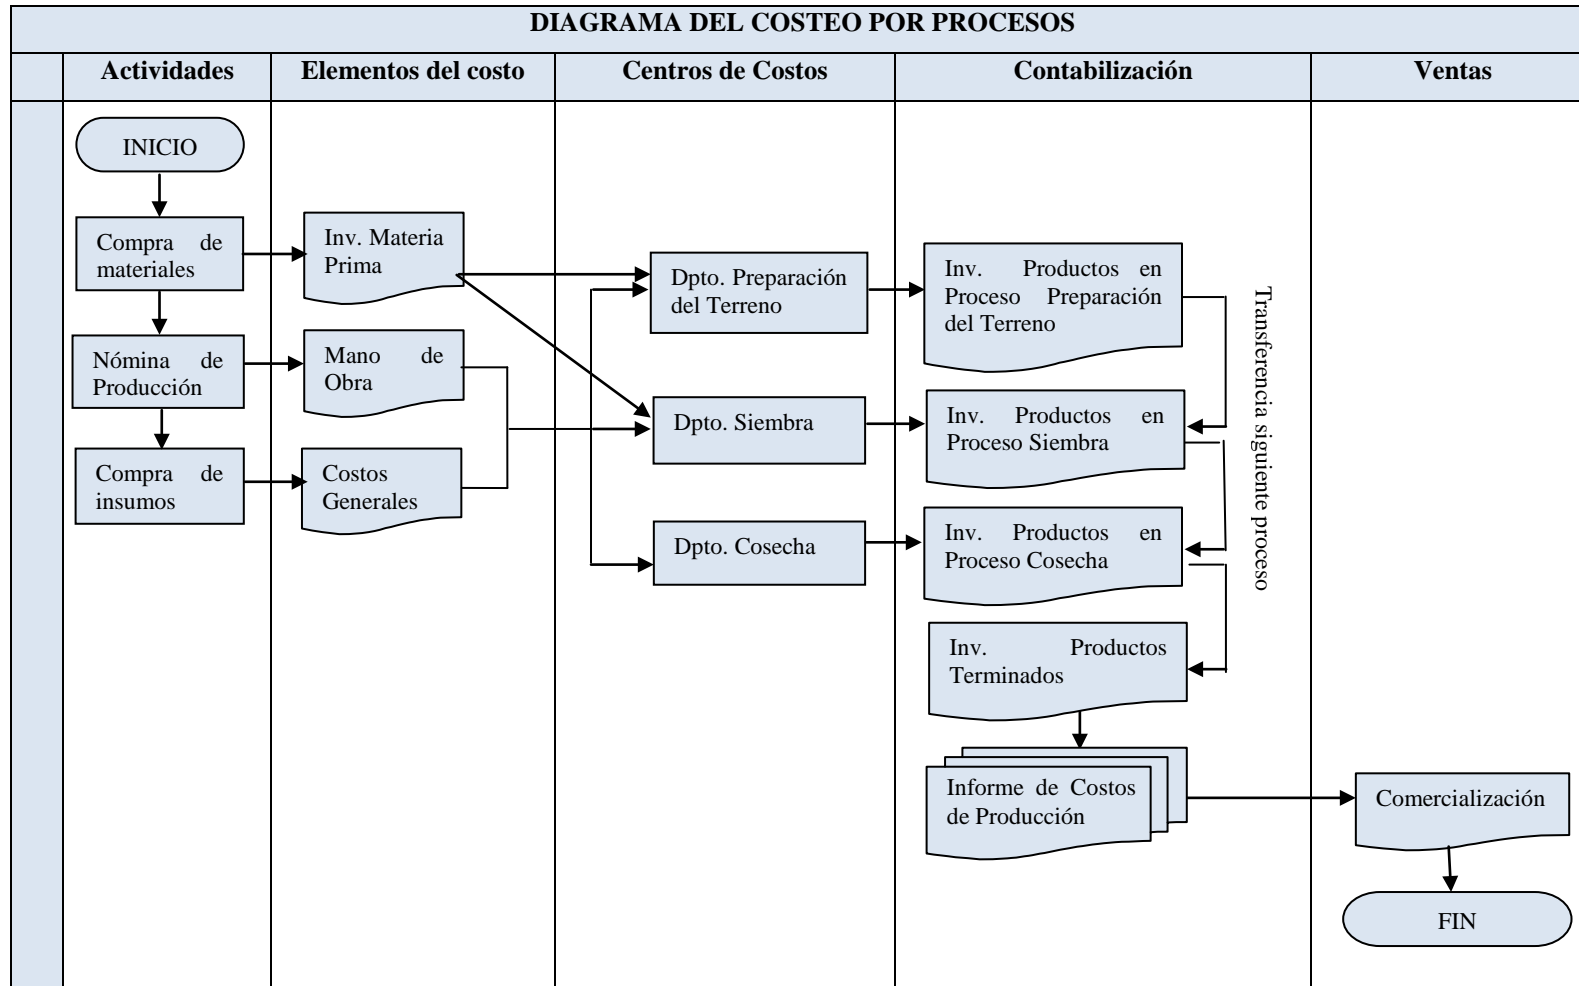 DIAGRAMA DEL COSTEO POR PROCESOS
Actividades
Elementos del costo
Centros de Costos
Contabilización
Ventas
INICIO
Compra de
materiales
Nómina de
Producción
Compra de
insumos
Inv. Materia
Prima
Mano de
Obra
Costos
Generales
Dpto. Preparación
del Terreno
Dpto. Siembra
Dpto. Cosecha
Inv. Productos en
Proceso Preparación
del Terreno
Inv. Productos en
Proceso Siembra
Inv. Productos en
Proceso Cosecha
Inv. Productos
Terminados
Informe de Costos
de Producción
Transferencia siguiente proceso
Comercialización
FIN